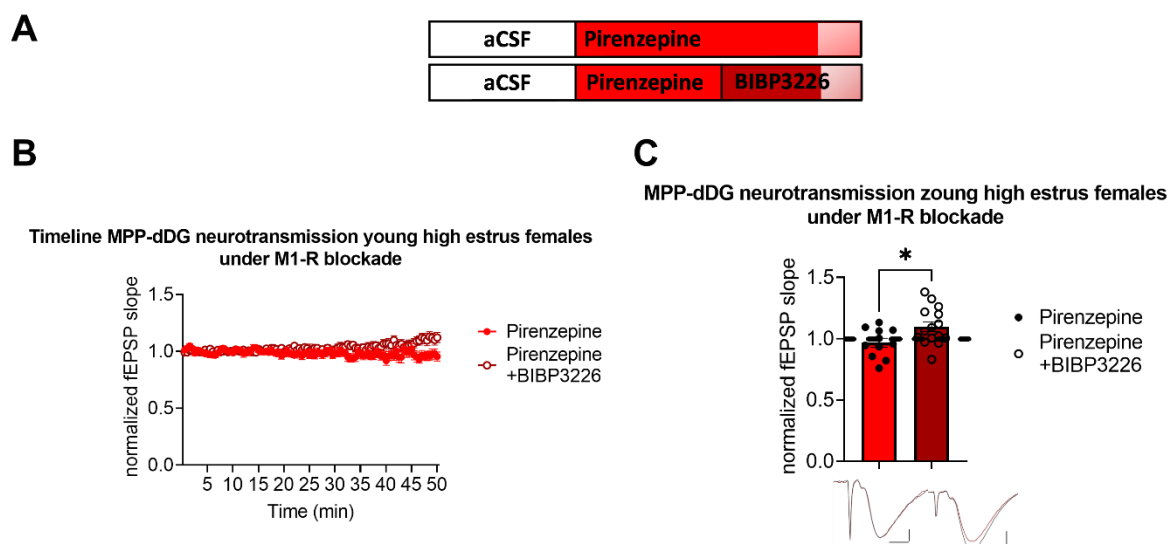 A
aCSF
Pirenzepine
aCSF
Pirenzepine
BIBP3226
B
Timeline MPP-dDG neurotransmission young high estrus females
under M1-R blockade
normalized fEPSP slope
1.5
1.0
0.5
0.0
5 10 15 20 25 30 35 40 45 50
Time (min)
Pirenzepine
Pirenzepine
+BIBP3226
C
MPP-dDG neurotransmission zoung high estrus females
under M1-R blockade
normalized fEPSP slope
1.5
1.0
0.5
0.0
*
Pirenzepine
Pirenzepine
+BIBP3226